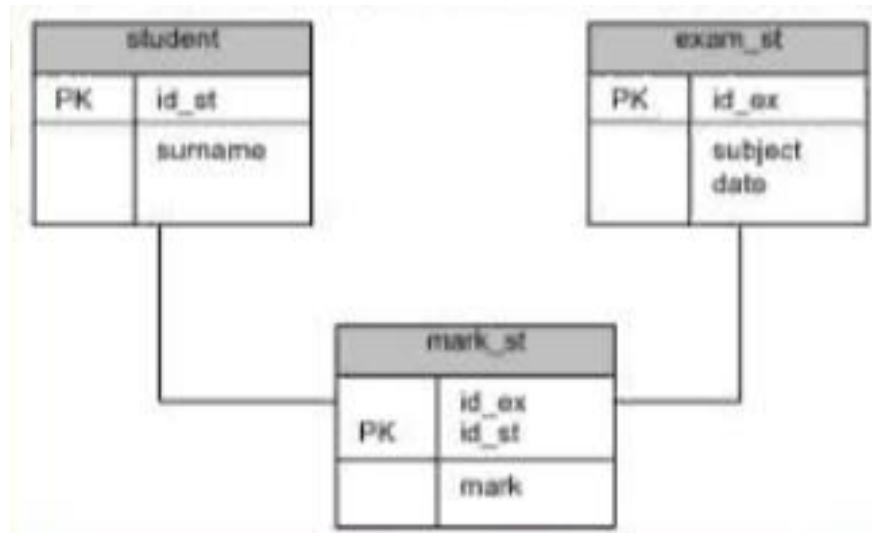 student
PK id_st
surname
exam_st
PK id_ex
subject
date
mark_st
id_ex
PK id_st
mark